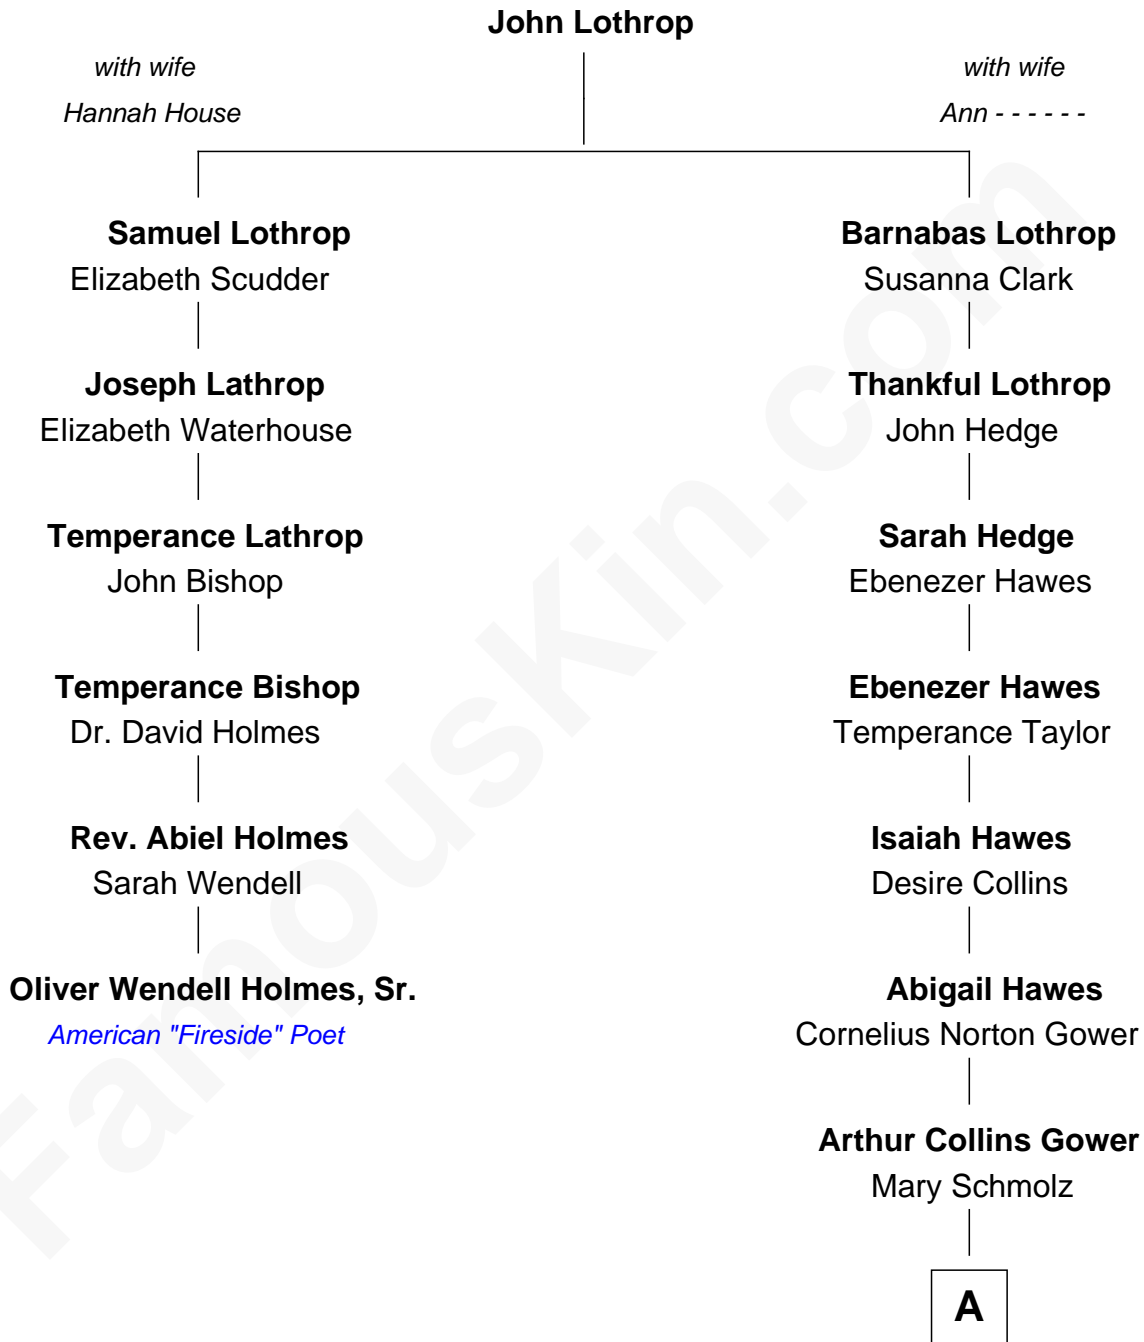 John Lothrop
with wife
Hannah House
with wife
Ann - - - - - -
Samuel Lothrop
Elizabeth Scudder
Joseph Lathrop
Elizabeth Waterhouse
Temperance Lathrop
John Bishop
Temperance Bishop
Dr. David Holmes
Rev. Abiel Holmes
Sarah Wendell
Oliver Wendell Holmes, Sr.
American "Fireside" Poet
Barnabas Lothrop
Susanna Clark
Thankful Lothrop
John Hedge
Sarah Hedge
Ebenezer Hawes
Ebenezer Hawes
Temperance Taylor
Isaiah Hawes
Desire Collins
Abigail Hawes
Cornelius Norton Gower
Arthur Collins Gower
Mary Schmolz
A
FamousKin.com